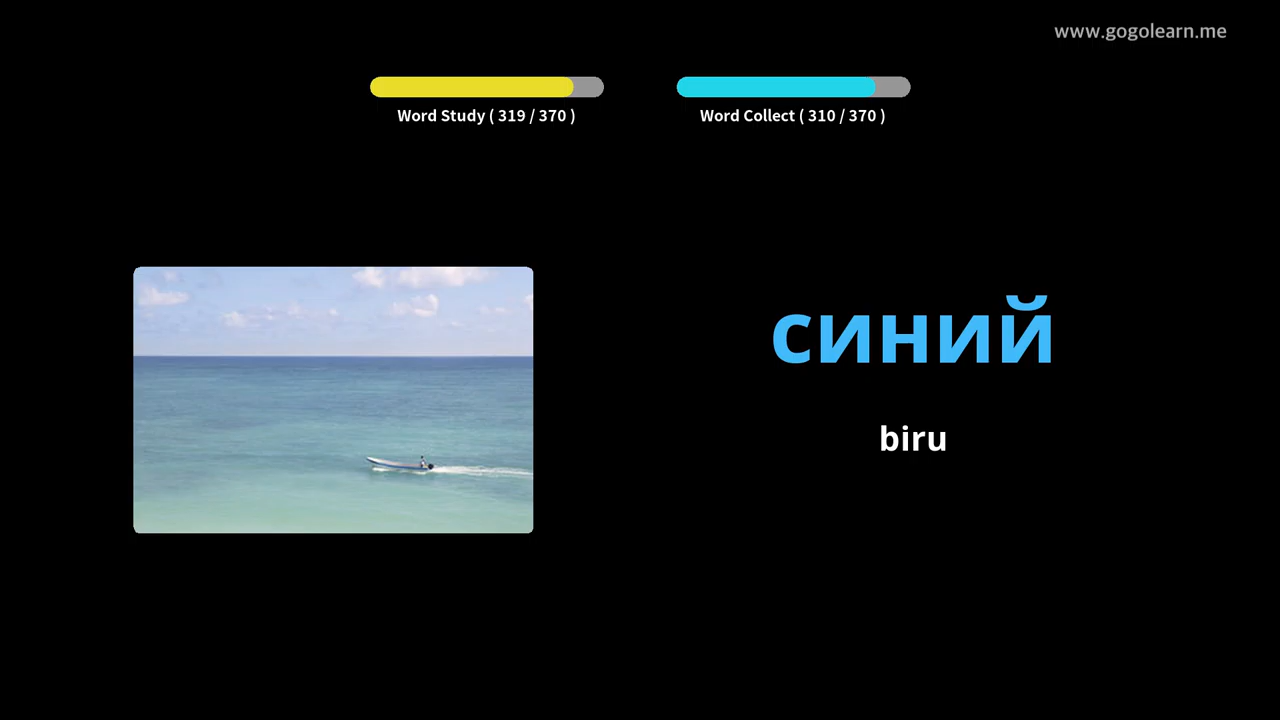 www.gogolearn.me
Word Study ( 319 / 370 )
Word Collect ( 310 / 370 )
синий
biru